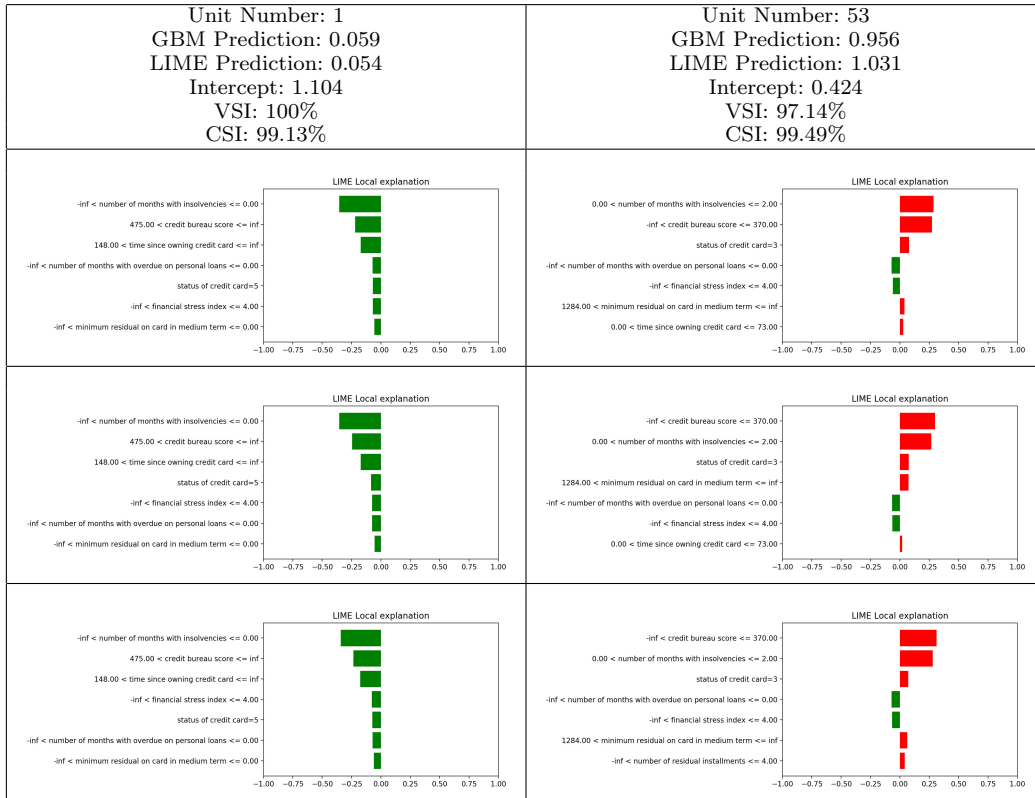 Unit Number: 1
GBM Prediction: 0.059
LIME Prediction: 0.054
Intercept: 1.104
VSI: 100%
CSI: 99.13%
Unit Number: 53
GBM Prediction: 0.956
LIME Prediction: 1.031
Intercept: 0.424
VSI: 97.14%
CSI: 99.49%
LIME Local explanation
-inf < number of months with insolvencies <= 0.00
475.00 < credit bureau score <= inf
148.00 < time since owning credit card <= inf
-inf < number of months with overdue on personal loans <= 0.00
status of credit card=5
-inf < financial stress index <= 4.00
-inf < minimum residual on card in medium term <= 0.00
−1.00 −0.75 −0.50 −0.25 0.00 0.25 0.50 0.75 1.00
LIME Local explanation
0.00 < number of months with insolvencies <= 2.00
-inf < credit bureau score <= 370.00
status of credit card=3
-inf < number of months with overdue on personal loans <= 0.00
-inf < financial stress index <= 4.00
1284.00 < minimum residual on card in medium term <= inf
0.00 < time since owning credit card <= 73.00
−1.00 −0.75 −0.50 −0.25 0.00 0.25 0.50 0.75 1.00
LIME Local explanation
-inf < number of months with insolvencies <= 0.00
475.00 < credit bureau score <= inf
148.00 < time since owning credit card <= inf
status of credit card=5
-inf < financial stress index <= 4.00
-inf < number of months with overdue on personal loans <= 0.00
-inf < minimum residual on card in medium term <= 0.00
−1.00 −0.75 −0.50 −0.25 0.00 0.25 0.50 0.75 1.00
LIME Local explanation
-inf < credit bureau score <= 370.00
0.00 < number of months with insolvencies <= 2.00
status of credit card=3
1284.00 < minimum residual on card in medium term <= inf
-inf < number of months with overdue on personal loans <= 0.00
-inf < financial stress index <= 4.00
0.00 < time since owning credit card <= 73.00
−1.00 −0.75 −0.50 −0.25 0.00 0.25 0.50 0.75 1.00
LIME Local explanation
-inf < number of months with insolvencies <= 0.00
475.00 < credit bureau score <= inf
148.00 < time since owning credit card <= inf
-inf < financial stress index <= 4.00
status of credit card=5
-inf < number of months with overdue on personal loans <= 0.00
-inf < minimum residual on card in medium term <= 0.00
−1.00 −0.75 −0.50 −0.25 0.00 0.25 0.50 0.75 1.00
LIME Local explanation
-inf < credit bureau score <= 370.00
0.00 < number of months with insolvencies <= 2.00
status of credit card=3
-inf < number of months with overdue on personal loans <= 0.00
-inf < financial stress index <= 4.00
1284.00 < minimum residual on card in medium term <= inf
-inf < number of residual installments <= 4.00
−1.00 −0.75 −0.50 −0.25 0.00 0.25 0.50 0.75 1.00